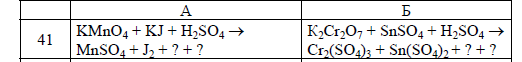 А Б
41 KMnO₄ + KJ + H₂SO₄ → K₂Cr₂O₇ + SnSO₄ + H₂SO₄ →
MnSO₄ + J₂ + ? + ? Cr₂(SO₄)₃ + Sn(SO₄)₂ + ? + ?